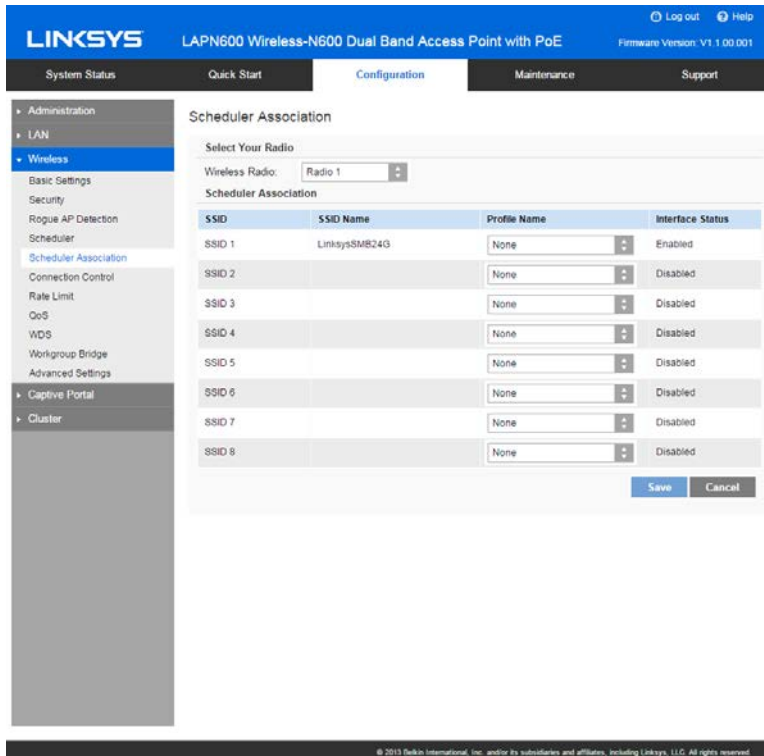 Log out Help
LINKSYS LAPN600 Wireless-N600 Dual Band Access Point with PoE Firmware Version: V1.1.00.001
System Status Quick Start Configuration Maintenance Support
Administration
LAN
Wireless
Basic Settings
Security
Rogue AP Detection
Scheduler
Scheduler Association
Connection Control
Rate Limit
QoS
WDS
Workgroup Bridge
Advanced Settings
Captive Portal
Cluster
Scheduler Association
Select Your Radio
Wireless Radio: Radio 1
Scheduler Association
SSID SSID Name Profile Name Interface Status
SSID 1 LinksysSMB24G None Enabled
SSID 2 None Disabled
SSID 3 None Disabled
SSID 4 None Disabled
SSID 5 None Disabled
SSID 6 None Disabled
SSID 7 None Disabled
SSID 8 None Disabled
Save Cancel
© 2013 Belkin International, Inc. and/or its subsidiaries and affiliates, including Linksys, LLC. All rights reserved.